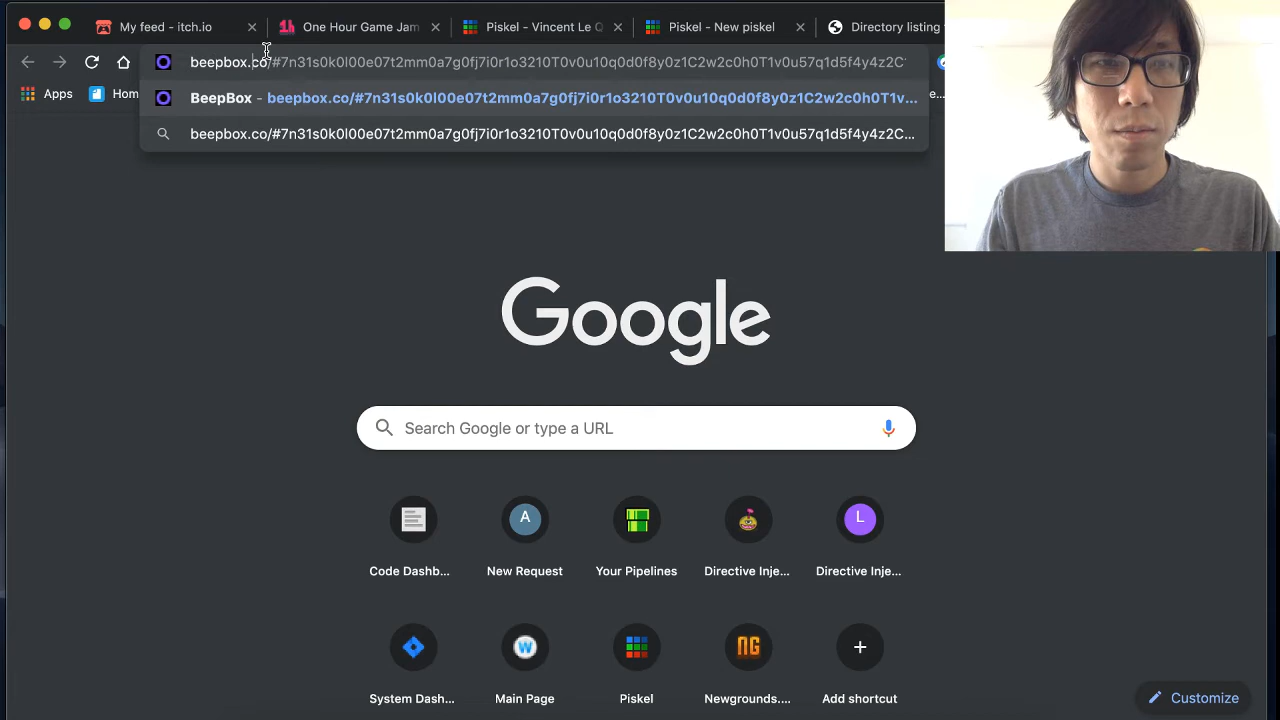 My feed - itch.io
One Hour Game Jam
Piskel - Vincent Le Q
Piskel - New piskel
Directory listing
beepbox.co/#7n31s0k0l00e07t2mm0a7g0fj7i0r1o3210T0v0u10q0d0f8y0z1C2w2c0h0T1v0u57q1d5f4y4z2C
Apps
Hom
BeepBox - beepbox.co/#7n31s0k0l00e07t2mm0a7g0fj7i0r1o3210T0v0u10q0d0f8y0z1C2w2c0h0T1v...
beepbox.co/#7n31s0k0l00e07t2mm0a7g0fj7i0r1o3210T0v0u10q0d0f8y0z1C2w2c0h0T1v0u57q1d5f4y4z2C...
Google
Search Google or type a URL
A
L
Code Dashb...
New Request
Your Pipelines
Directive Inje...
Directive Inje...
W
NG
System Dash...
Main Page
Piskel
Newgrounds....
Add shortcut
Customize